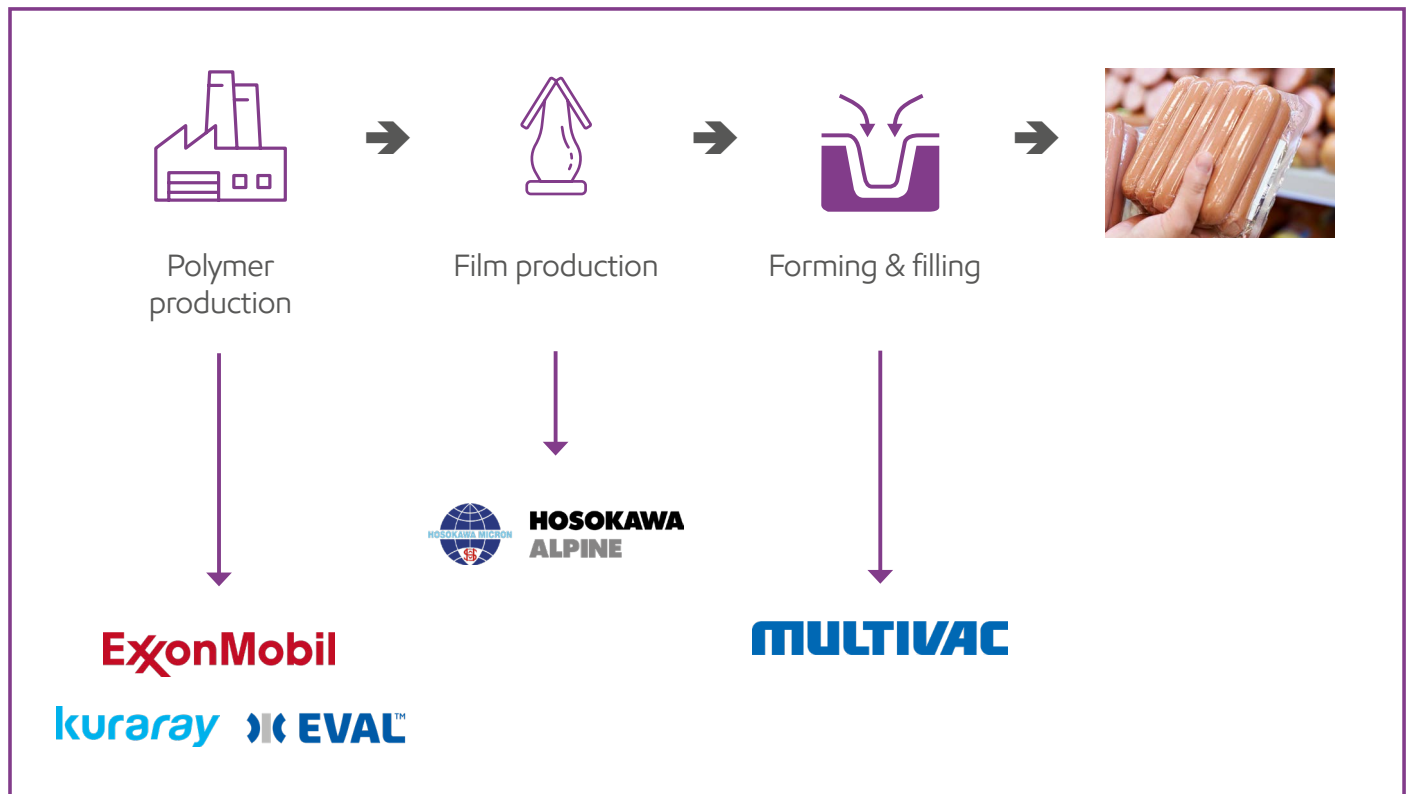 Polymer
production
Film production
Forming & filling
HOSOKAWA MICRON
HOSOKAWA
ALPINE
ExxonMobil
MULTIVAC
kuraray
EVAL™